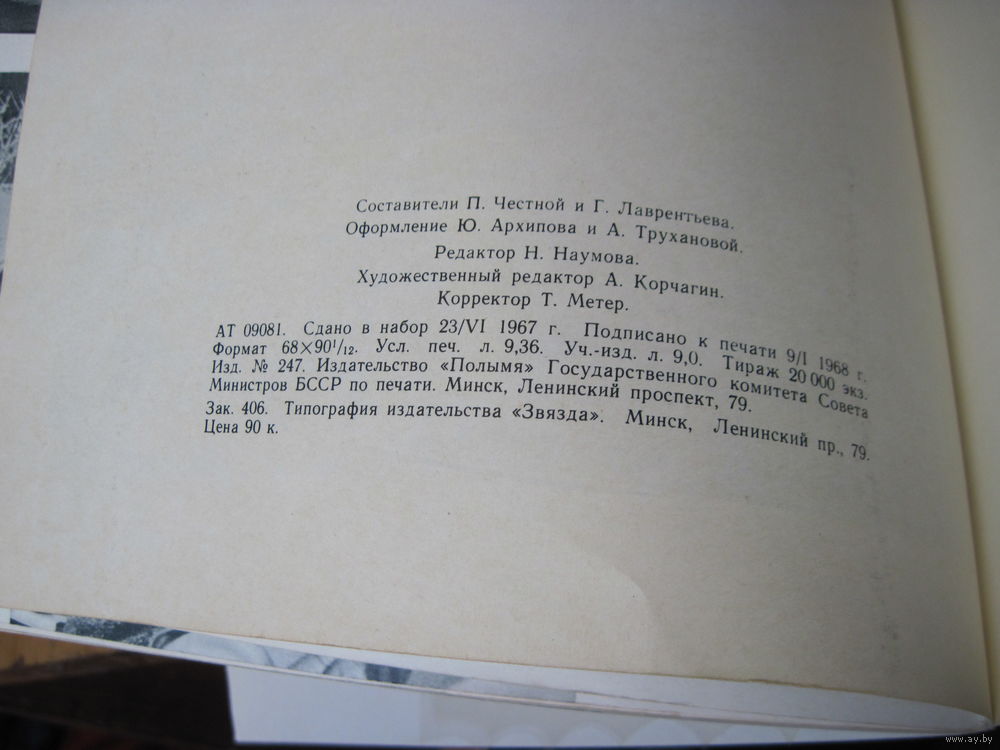 Составители П. Честной и Г. Лаврентьева.
Оформление Ю. Архипова и А. Трухановой.
Редактор Н. Наумова.
Художественный редактор А. Корчагин.
Корректор Т. Метер.
АТ 09081. Сдано в набор 23/VI 1967 г. Подписано к печати 9/I 1968 г.
Формат 68×90¹/₁₂. Усл. печ. л. 9,36. Уч.-изд. л. 9,0. Тираж 20 000 экз.
Изд. № 247. Издательство «Полымя» Государственного комитета Совета
Министров БССР по печати. Минск, Ленинский проспект, 79.
Зак. 406. Типография издательства «Звязда». Минск, Ленинский пр., 79.
Цена 90 к.
www.ay.by